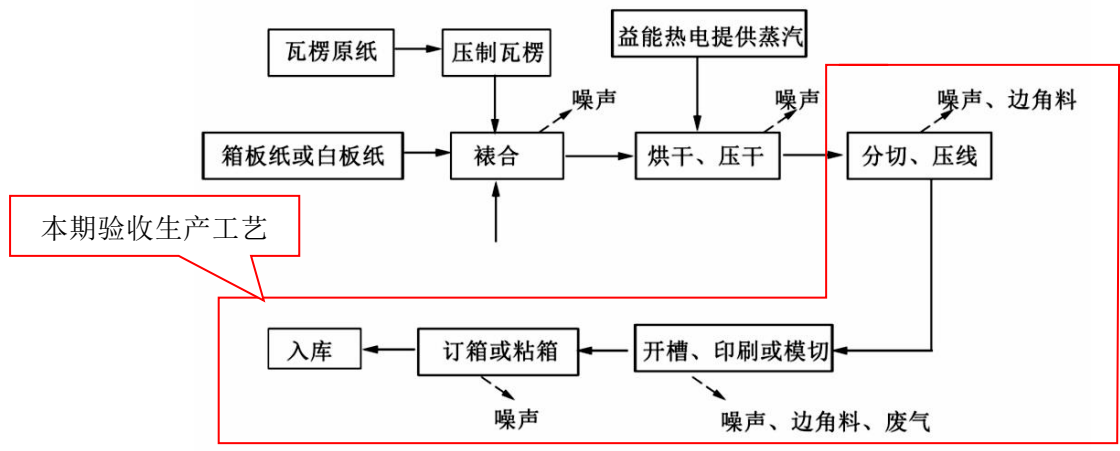 益能热电提供蒸汽
瓦楞原纸
压制瓦楞
噪声
噪声
噪声、边角料
箱板纸或白板纸
裱合
烘干、压干
分切、压线
本期验收生产工艺
入库
订箱或粘箱
开槽、印刷或模切
噪声
噪声、边角料、废气